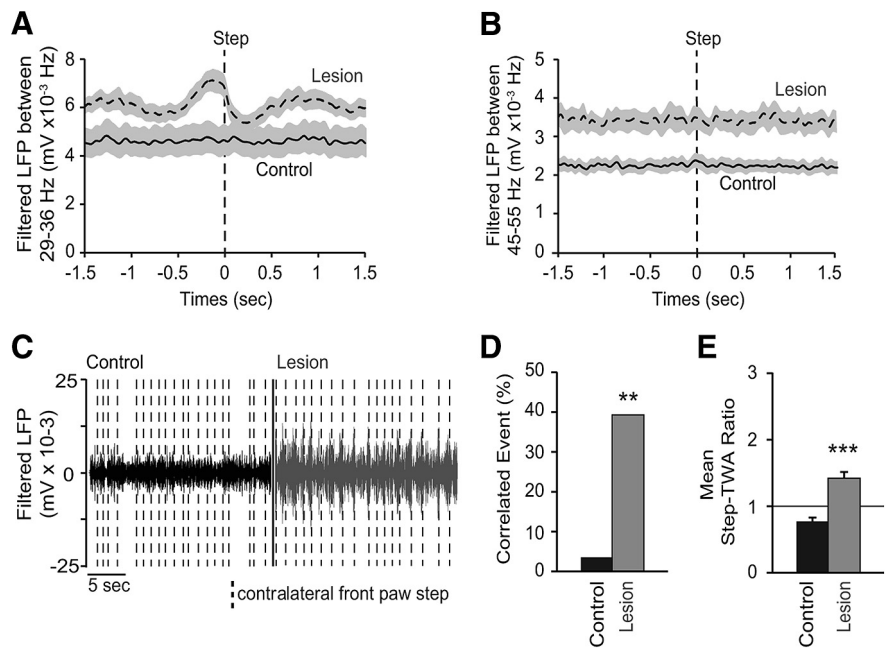 A
Step
Filtered LFP between
29-36 Hz (mV x10⁻³ Hz)
8
6
4
2
0
Lesion
Control
-1.5
-1
-0.5
0
0.5
1
1.5
Times (sec)
B
Step
Filtered LFP between
45-55 Hz (mV x10⁻³ Hz)
5
4
3
2
1
0
Lesion
Control
-1.5
-1
-0.5
0
0.5
1
1.5
Times (sec)
C
Control
Lesion
Filtered LFP
(mV x 10-3)
25
0
-25
5 sec
contralateral front paw step
D
Correlated Event (%)
50
40
30
20
10
0
**
Control
Lesion
E
Mean
Step-TWA Ratio
3
2
1
0
***
Control
Lesion